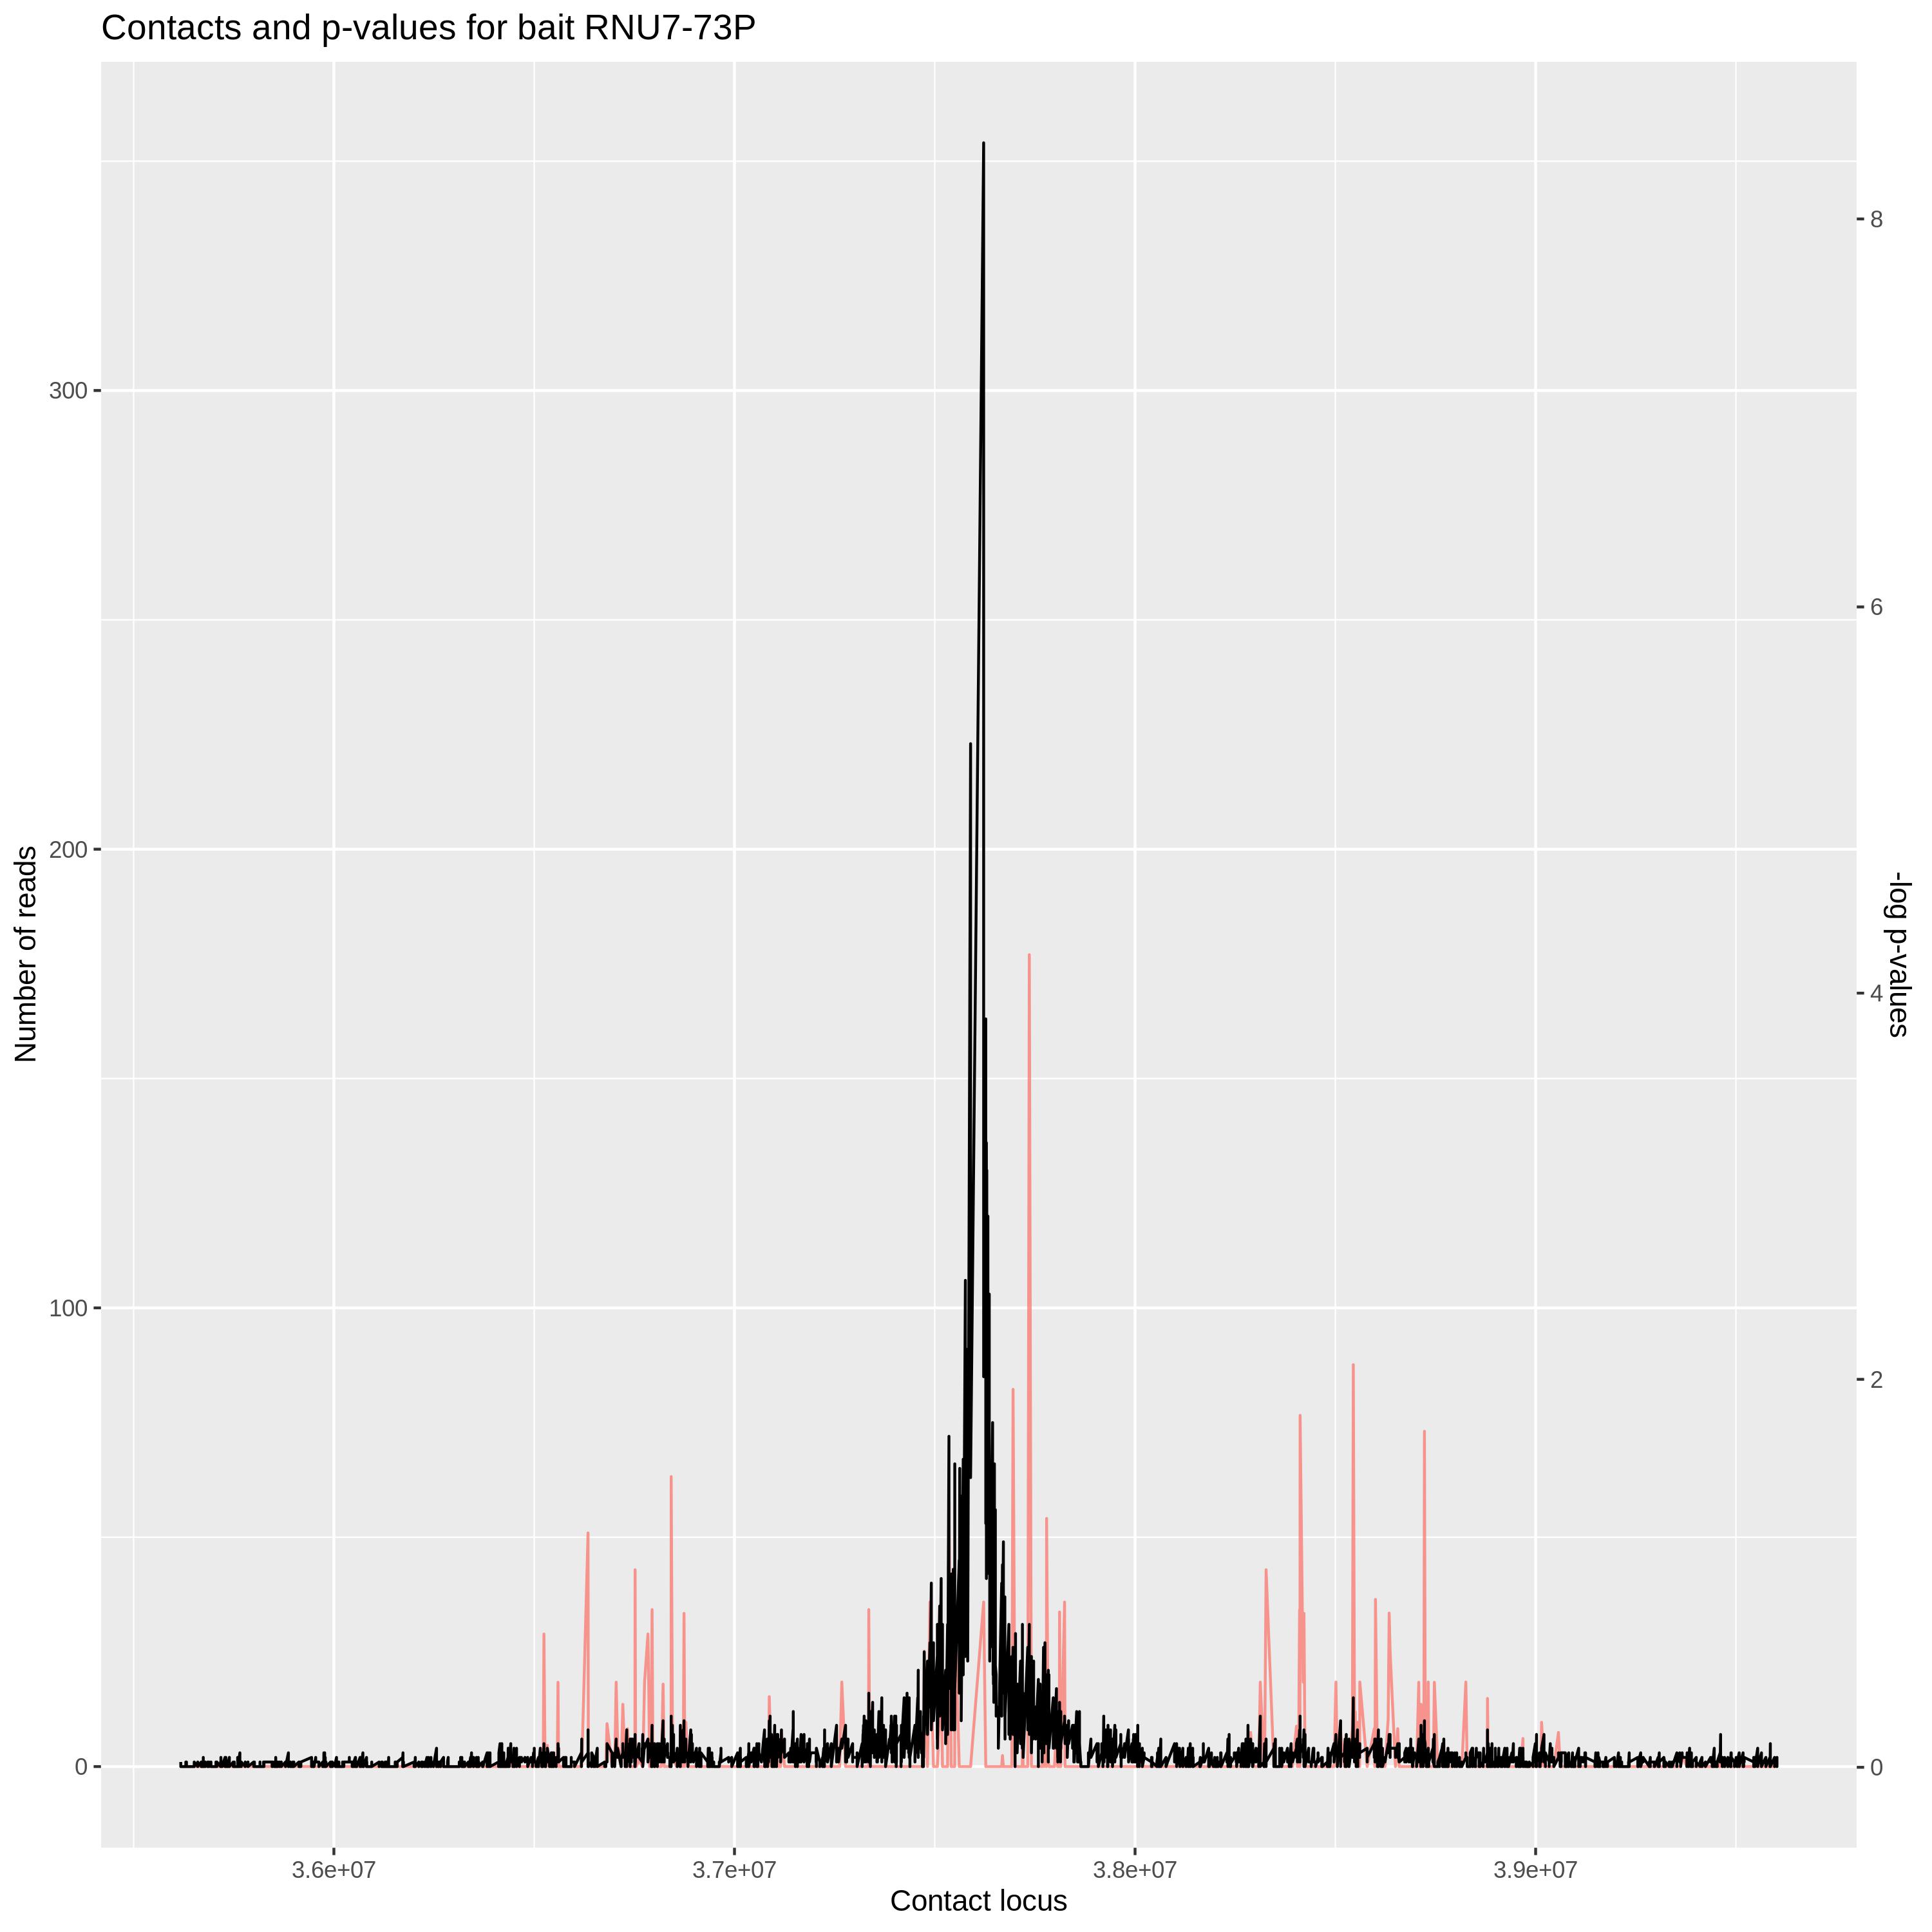 Contacts and p-values for bait RNU7-73P
Number of reads
300
200
100
0
8
6
4
2
0
-log p-values
3.6e+07
3.7e+07
3.8e+07
3.9e+07
Contact locus